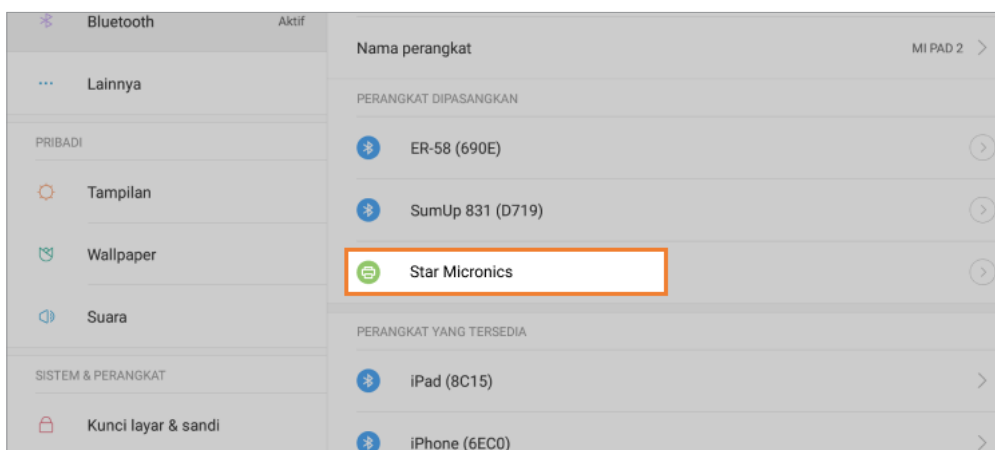 Bluetooth Aktif
Lainnya
PRIBADI
Tampilan
Wallpaper
Suara
SISTEM & PERANGKAT
Kunci layar & sandi
Nama perangkat MI PAD 2
PERANGKAT DIPASANGKAN
ER-58 (690E)
SumUp 831 (D719)
Star Micronics
PERANGKAT YANG TERSEDIA
iPad (8C15)
iPhone (6EC0)